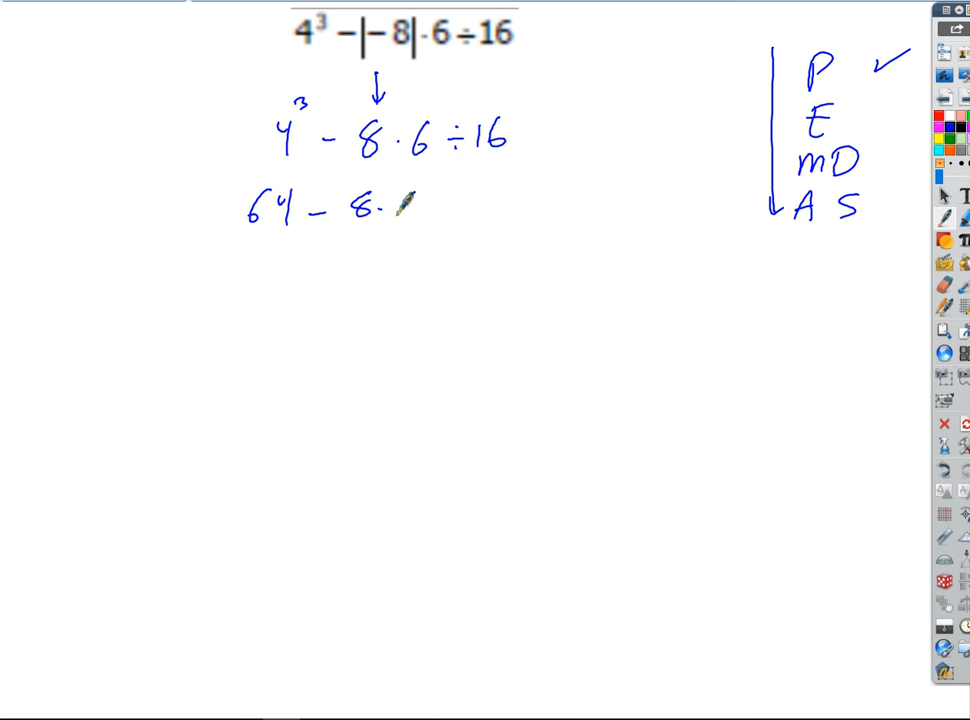 4³ − |− 8| · 6 ÷ 16
4³ − 8 · 6 ÷ 16
64 − 8 ·
P ✓
E
MD
A S